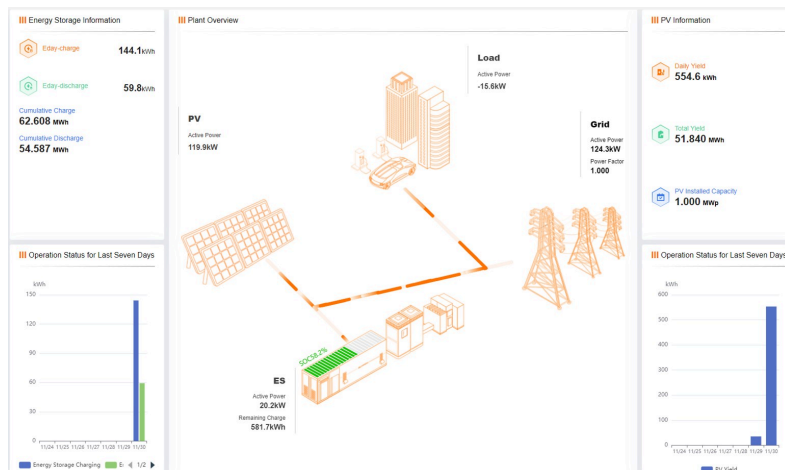 Energy Storage Information
Eday-charge
144.1kWh
Eday-discharge
59.8kWh
Cumulative Charge
62.608 MWh
Cumulative Discharge
54.587 MWh
Plant Overview
Load
Active Power
-15.6kW
PV
Active Power
119.9kW
Grid
Active Power
124.3kW
Power Factor
1.000
SOC58.2%
ES
Active Power
20.2kW
Remaining Charge
581.7kWh
PV Information
Daily Yield
554.6 kWh
Total Yield
51.840 MWh
PV Installed Capacity
1.000 MWp
Operation Status for Last Seven Days
kWh
150
120
90
60
30
0
11/24 11/25 11/26 11/27 11/28 11/29 11/30
Energy Storage Charging
1/2
Operation Status for Last Seven Days
kWh
600
500
400
300
200
100
0
11/24 11/25 11/26 11/27 11/28 11/29 11/30
PV Yield